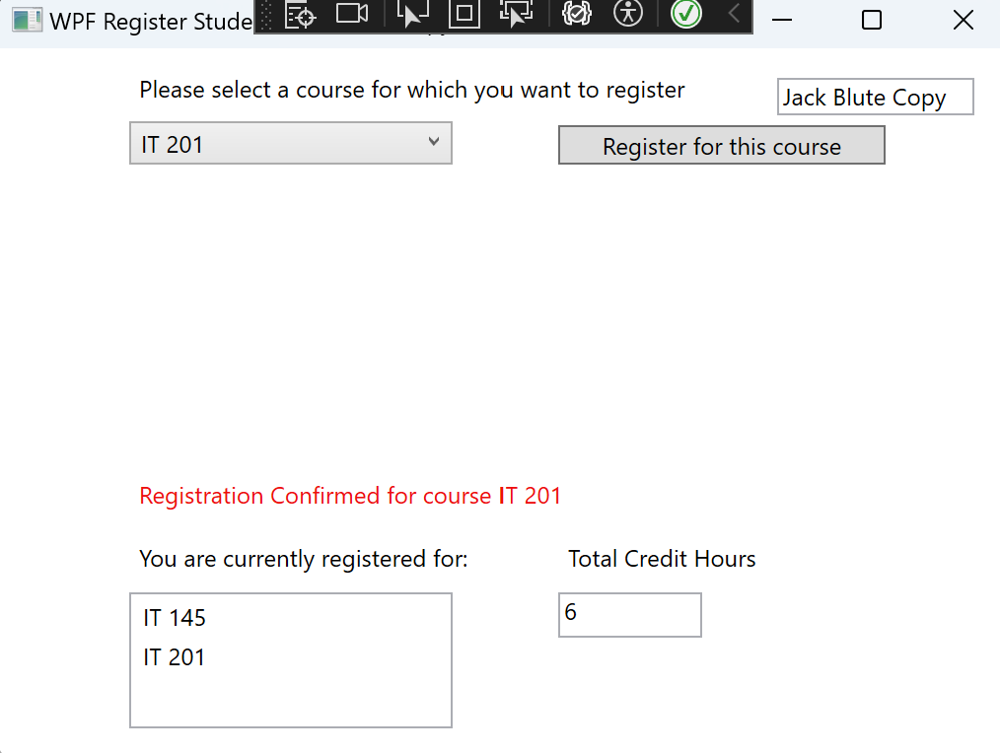 WPF Register Stude
Please select a course for which you want to register
Jack Blute Copy
IT 201
Register for this course
Registration Confirmed for course IT 201
You are currently registered for:
Total Credit Hours
IT 145
6
IT 201